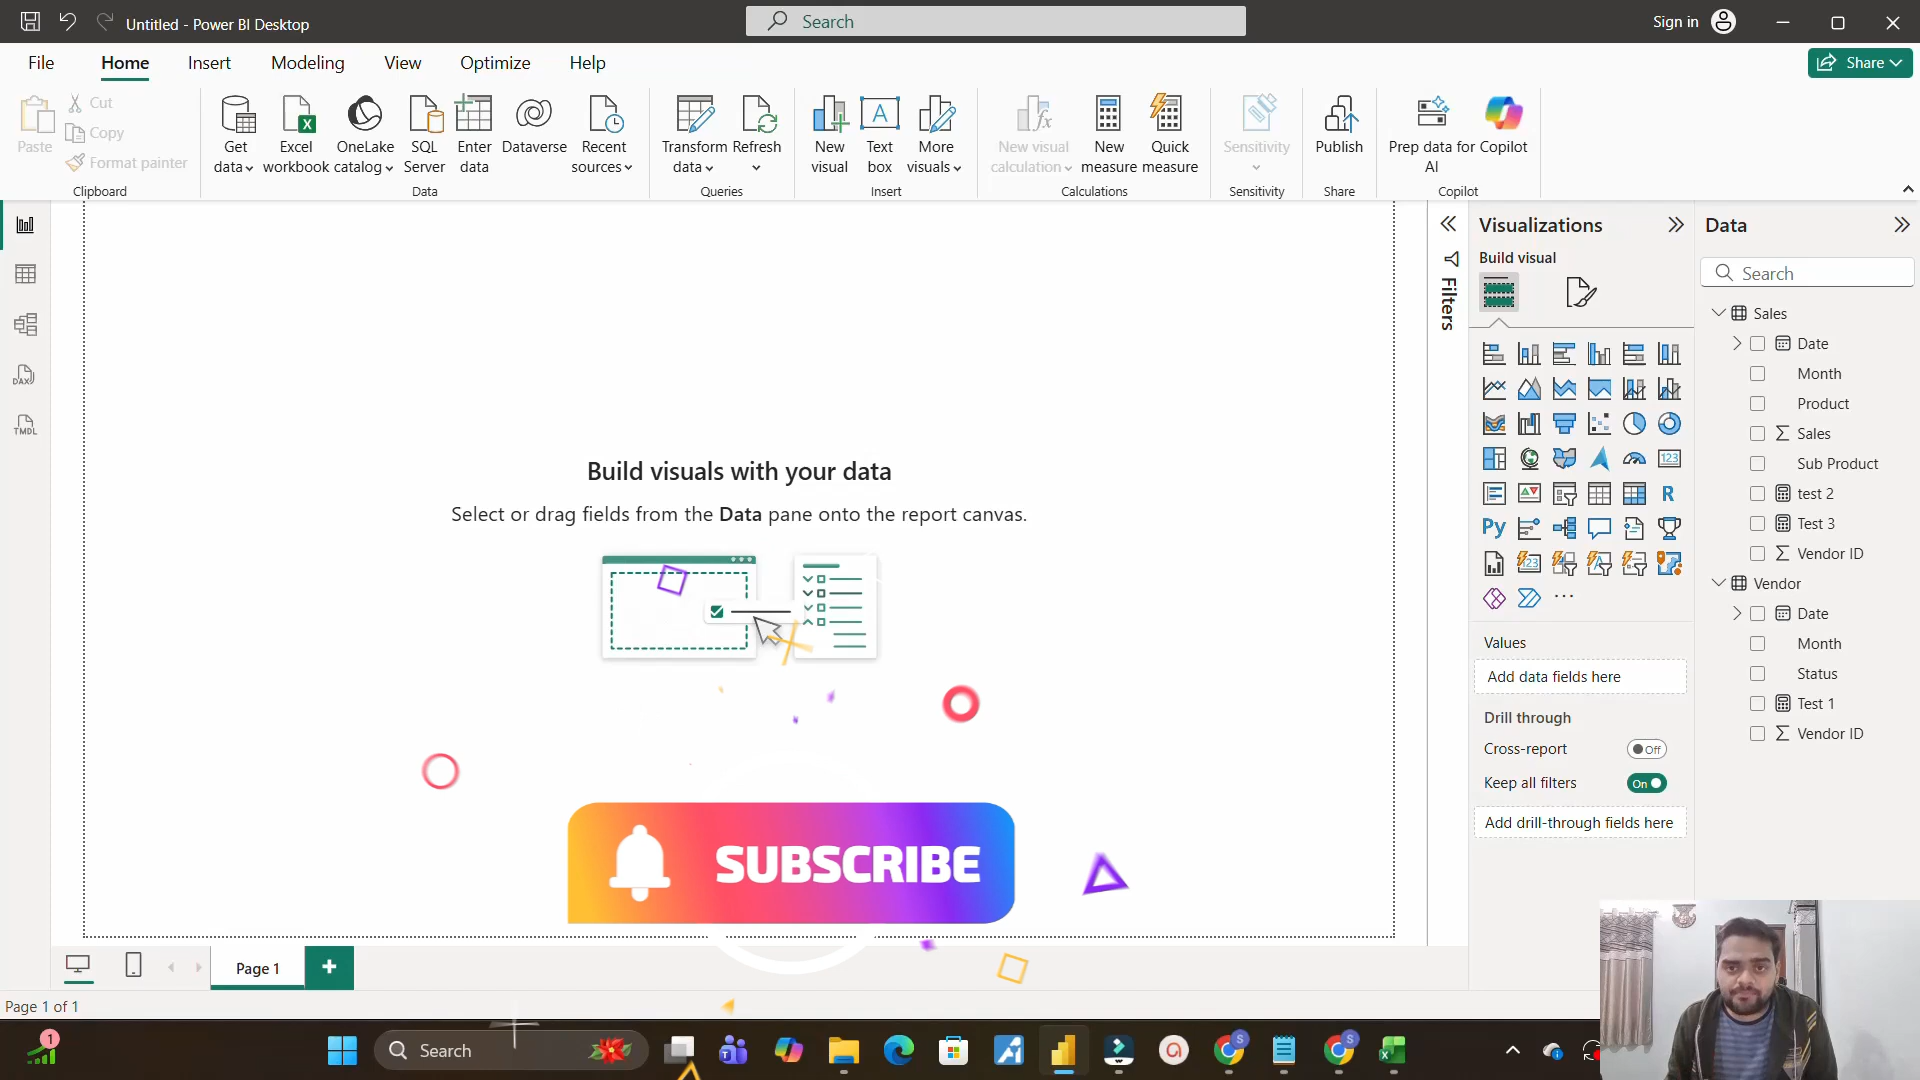 Untitled - Power BI Desktop
Search
Sign in
File
Home
Insert
Modeling
View
Optimize
Help
Share
Paste
Cut
Copy
Format painter
Clipboard
Get data
Excel workbook
OneLake catalog
SQL Server
Enter data
Dataverse
Recent sources
Data
Transform data
Refresh
Queries
New visual
Text box
More visuals
Insert
New visual calculation
New measure
Quick measure
Calculations
Sensitivity
Sensitivity
Publish
Share
Prep data for AI
Copilot
Copilot
DAX
TMDL
Build visuals with your data
Select or drag fields from the Data pane onto the report canvas.
SUBSCRIBE
Filters
Visualizations
Build visual
123
R
Py
123
Values
Add data fields here
Drill through
Cross-report
Off
Keep all filters
On
Add drill-through fields here
Data
Search
Sales
Date
Month
Product
Sales
Sub Product
test 2
Test 3
Vendor ID
Vendor
Date
Month
Status
Test 1
Vendor ID
Page 1
Page 1 of 1
1
Search